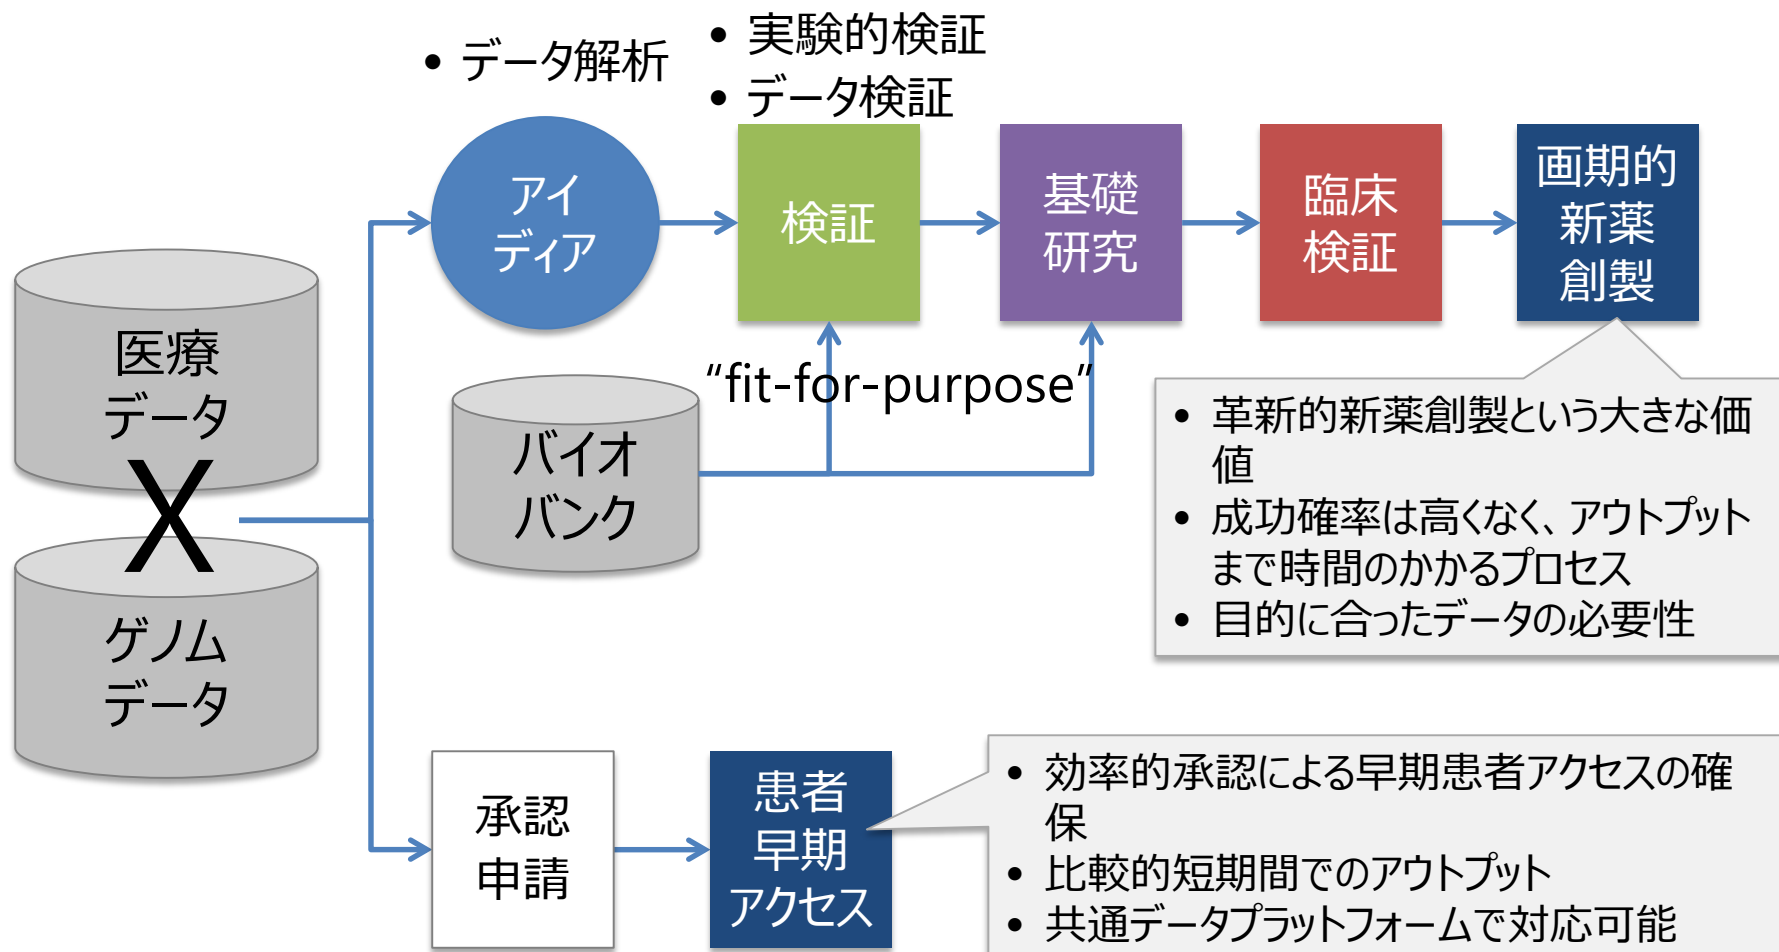 • データ解析
• 実験的検証
• データ検証
アイ
ディア
検証
基礎
研究
臨床
検証
画期的
新薬
創製
医療
データ
X
ゲノム
データ
バイオ
バンク
“fit-for-purpose”
• 革新的新薬創製という大きな価
値
• 成功確率は高くなく、アウトプット
まで時間のかかるプロセス
• 目的に合ったデータの必要性
承認
申請
患者
早期
アクセス
• 効率的承認による早期患者アクセスの確
保
• 比較的短期間でのアウトプット
• 共通データプラットフォームで対応可能